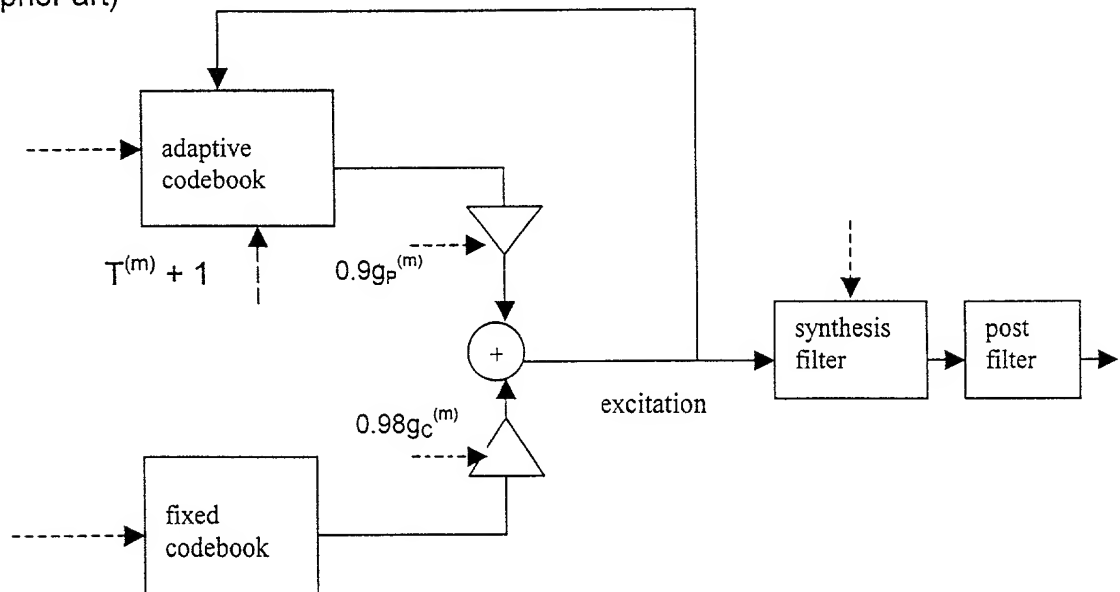 prior art)
adaptive
codebook
T^(m) + 1
0.9g_P^(m)
synthesis
filter
post
filter
+
excitation
0.98g_C^(m)
fixed
codebook